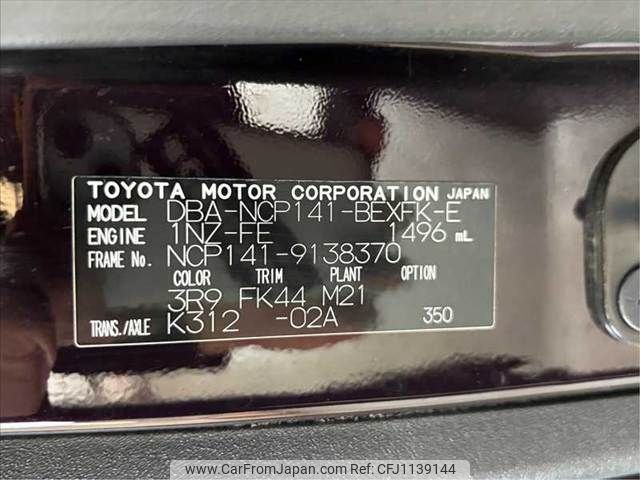 TOYOTA MOTOR CORPORATION JAPAN
MODEL DBA-NCP141-BEXFK-E
ENGINE 1NZ-FE 1496 mL
FRAME No. NCP141-9138370
COLOR TRIM PLANT OPTION
3R9 FK44 M21
TRANS./AXLE K312 -02A 350
www.CarFromJapan.com | Ref No: CFJ1139144